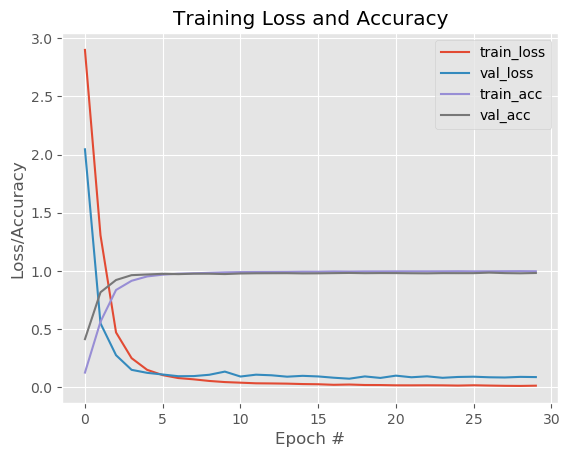 Training Loss and Accuracy
3.0
2.5
2.0
1.5
1.0
0.5
0.0
Loss/Accuracy
train_loss
val_loss
train_acc
val_acc
0
5
10
15
20
25
30
Epoch #